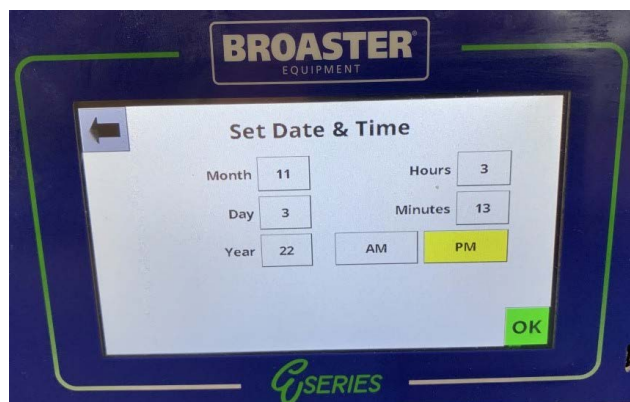 BROASTER
EQUIPMENT
Set Date & Time
Month 11 Hours 3
Day 3 Minutes 13
Year 22 AM PM
OK
E SERIES